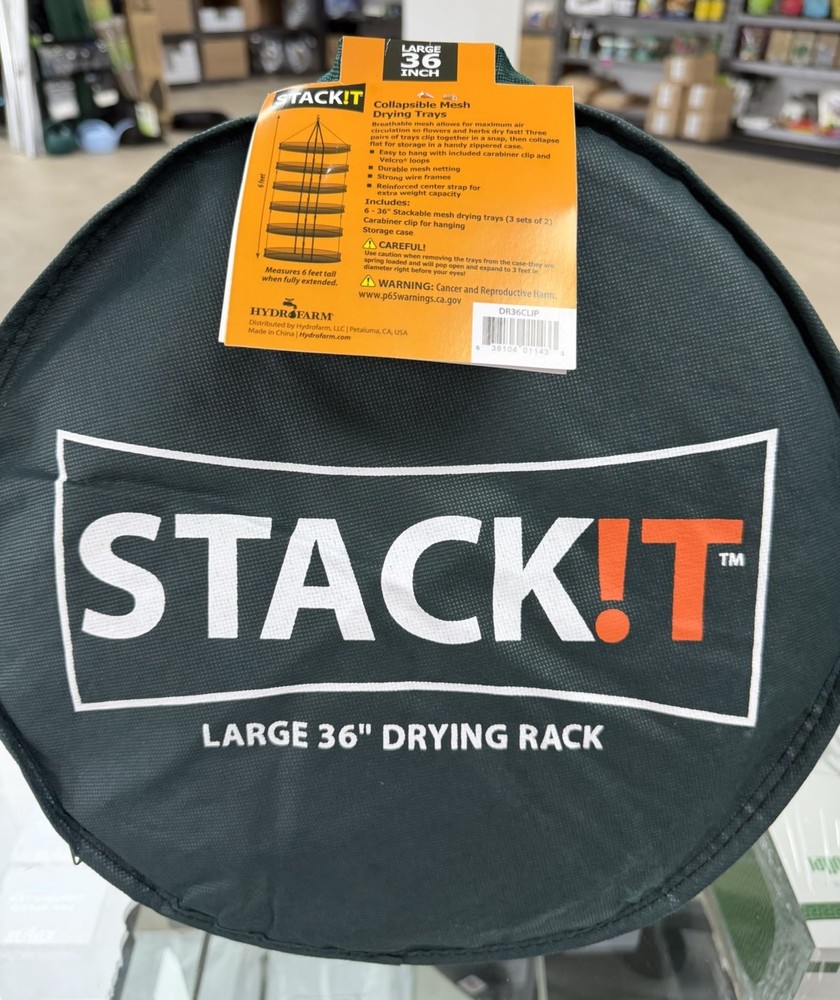 LARGE
36
INCH
STACK!T
Collapsible Mesh
Drying Trays
Breathable mesh allows for maximum air
circulation so flowers and herbs dry fast! Three
pairs of trays clip together in a snap, then collapse
flat for storage in a handy zippered case.
Easy to hang with included carabiner clip and
Velcro® loops
Durable mesh netting
Strong wire frames
Reinforced center strap for
extra weight capacity
Includes:
6 - 36" Stackable mesh drying trays (3 sets of 2)
Carabiner clip for hanging
Storage case
CAREFUL!
Use caution when removing the trays from the case-they are
spring loaded and will pop open and expand to 3 feet in
diameter right before your eyes!
WARNING: Cancer and Reproductive Harm.
www.p65warnings.ca.gov
6 feet
Measures 6 feet tall
when fully extended.
HYDROFARM
Distributed by Hydrofarm, LLC | Petaluma, CA, USA
Made in China | Hydrofarm.com
DR36CLIP
6 38104 01143
STACK!T™
LARGE 36" DRYING RACK